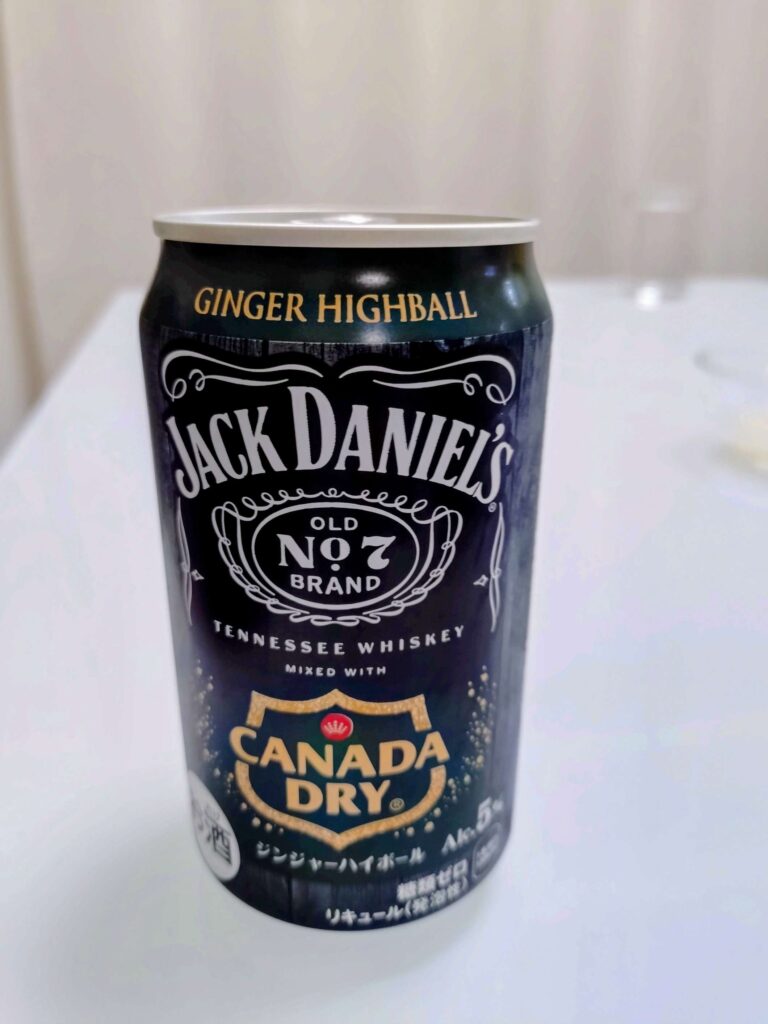 GINGER HIGHBALL
JACK DANIEL'S®
OLD
No 7
BRAND
TENNESSEE WHISKEY
MIXED WITH
CANADA
DRY®
ジンジャーハイボール Alc.5%
糖類ゼロ
リキュール(発泡性)
酒